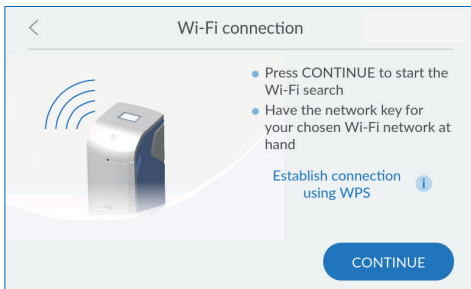 Wi-Fi connection
Press CONTINUE to start the
Wi-Fi search
Have the network key for
your chosen Wi-Fi network at
hand
Establish connection
using WPS
i
CONTINUE